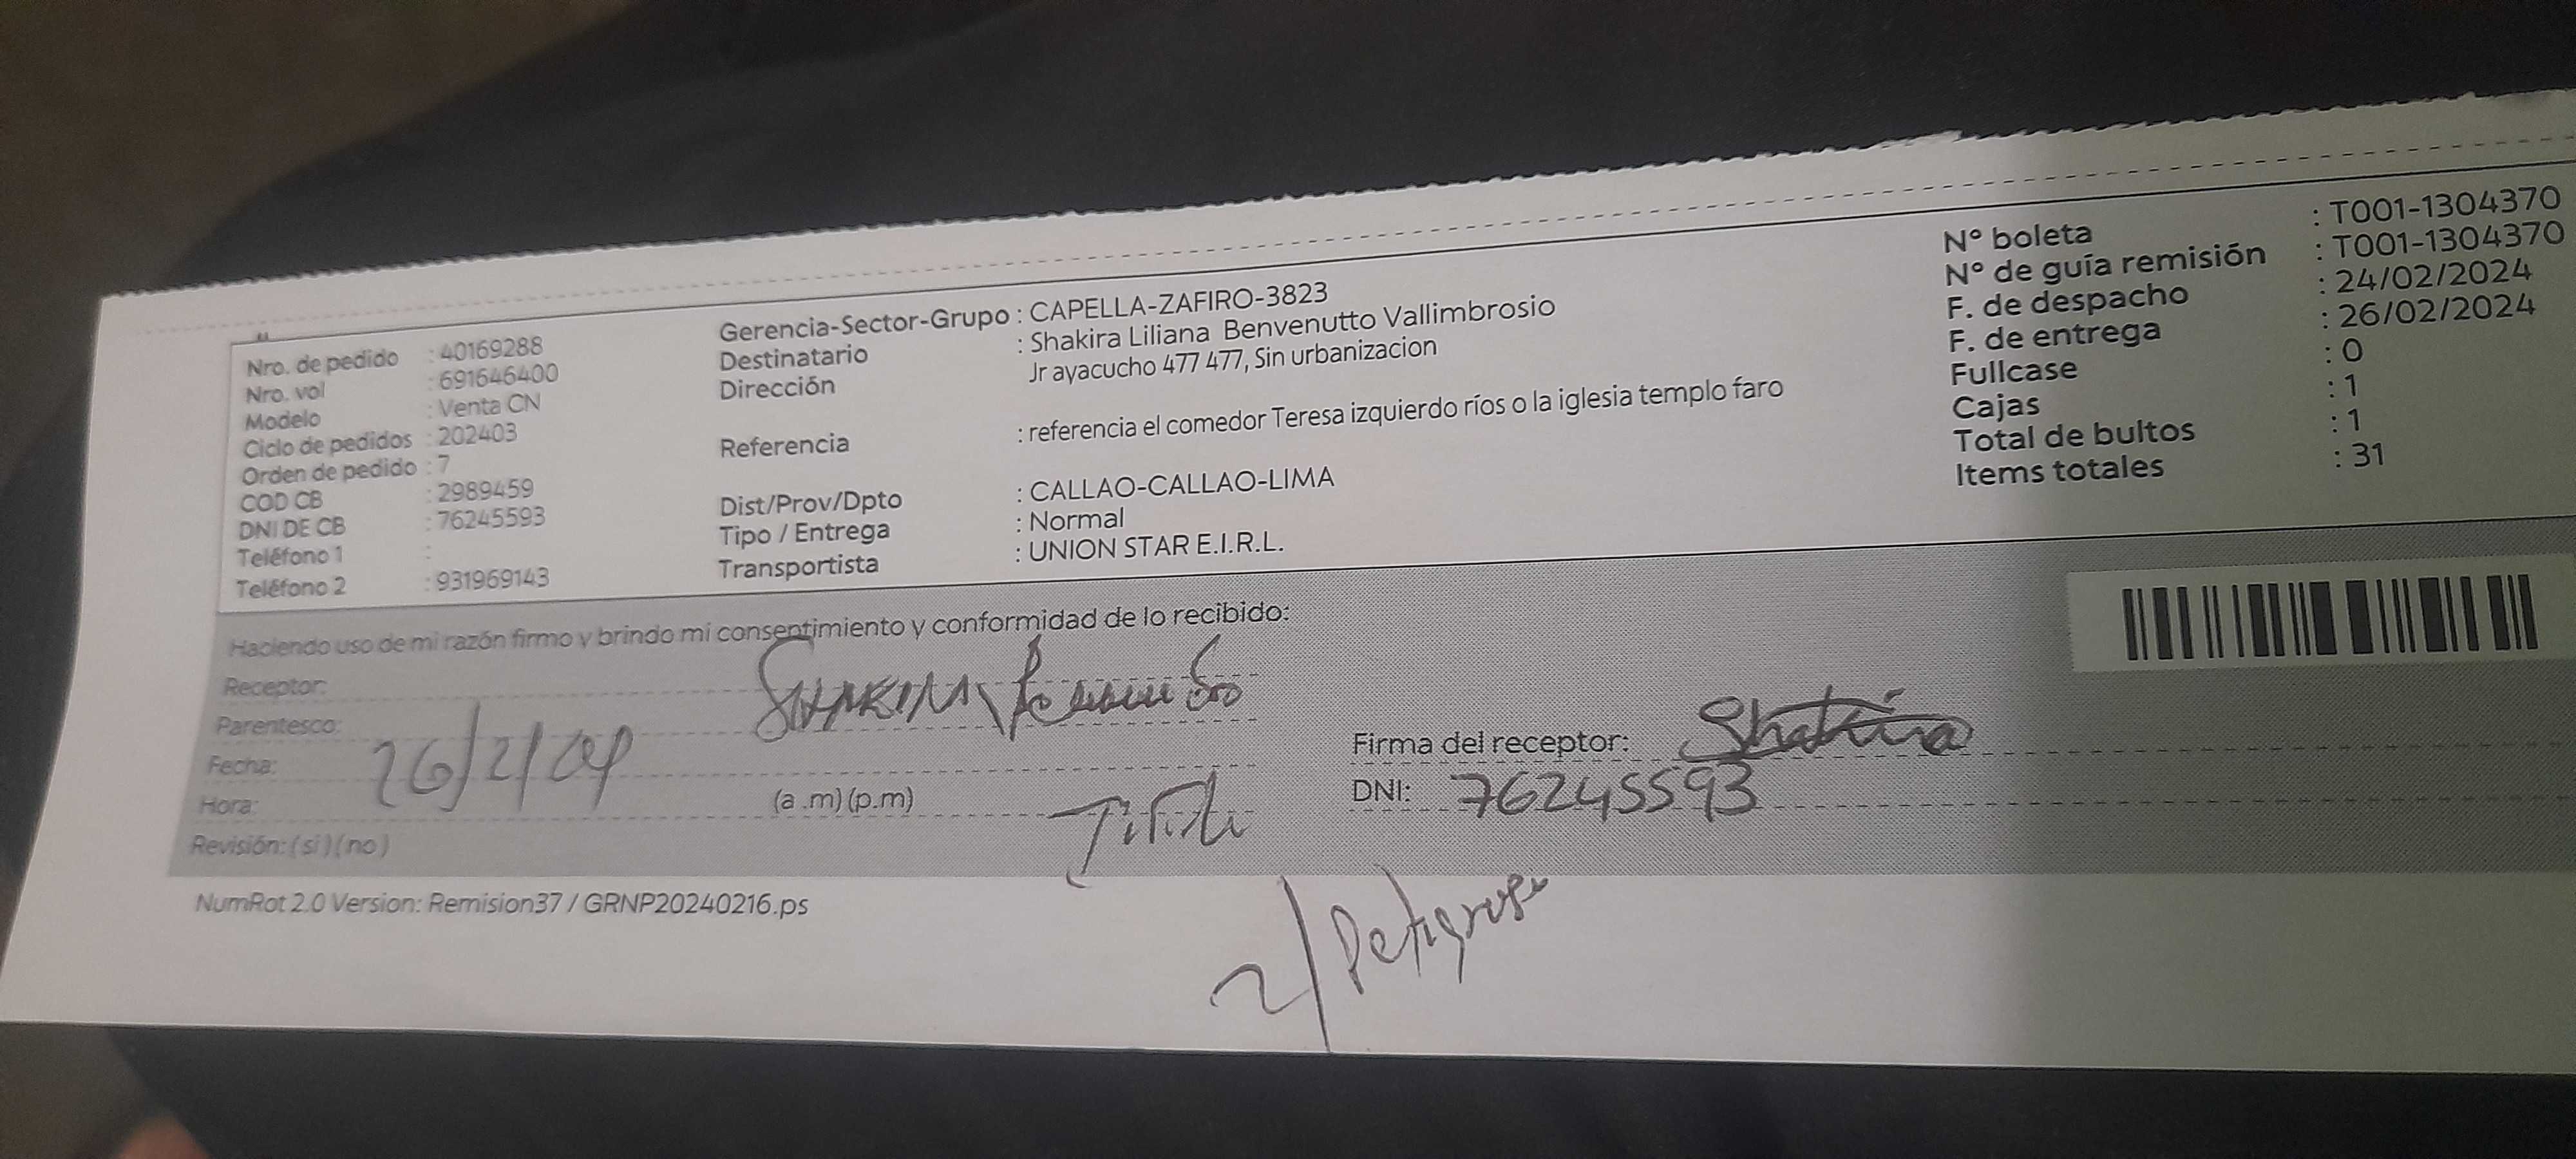 Nro. de pedido : 40169288
Nro. vol : 691646400
Modelo : Venta CN
Ciclo de pedidos : 202403
Orden de pedido : 7
COD CB : 2989459
DNI DE CB : 76245593
Teléfono 1 :
Teléfono 2 : 931969143
Gerencia-Sector-Grupo : CAPELLA-ZAFIRO-3823
Destinatario : Shakira Liliana Benvenutto Vallimbrosio
Dirección Jr ayacucho 477 477, Sin urbanizacion
Referencia : referencia el comedor Teresa izquierdo ríos o la iglesia templo faro
Dist/Prov/Dpto : CALLAO-CALLAO-LIMA
Tipo / Entrega : Normal
Transportista : UNION STAR E.I.R.L.
N° boleta : T001-1304370
N° de guía remisión : T001-1304370
F. de despacho : 24/02/2024
F. de entrega : 26/02/2024
Fullcase : 0
Cajas : 1
Total de bultos : 1
Items totales : 31
Haciendo uso de mi razón firmo y brindo mi consentimiento y conformidad de lo recibido:
Receptor:
Parentesco:
Fecha:
Hora: (a .m) (p.m)
Revisión: ( si ) ( no )
Firma del receptor: Shakira
DNI: 76245593
2/Peligroso
NumRot 2.0 Version: Remision37 / GRNP20240216.ps